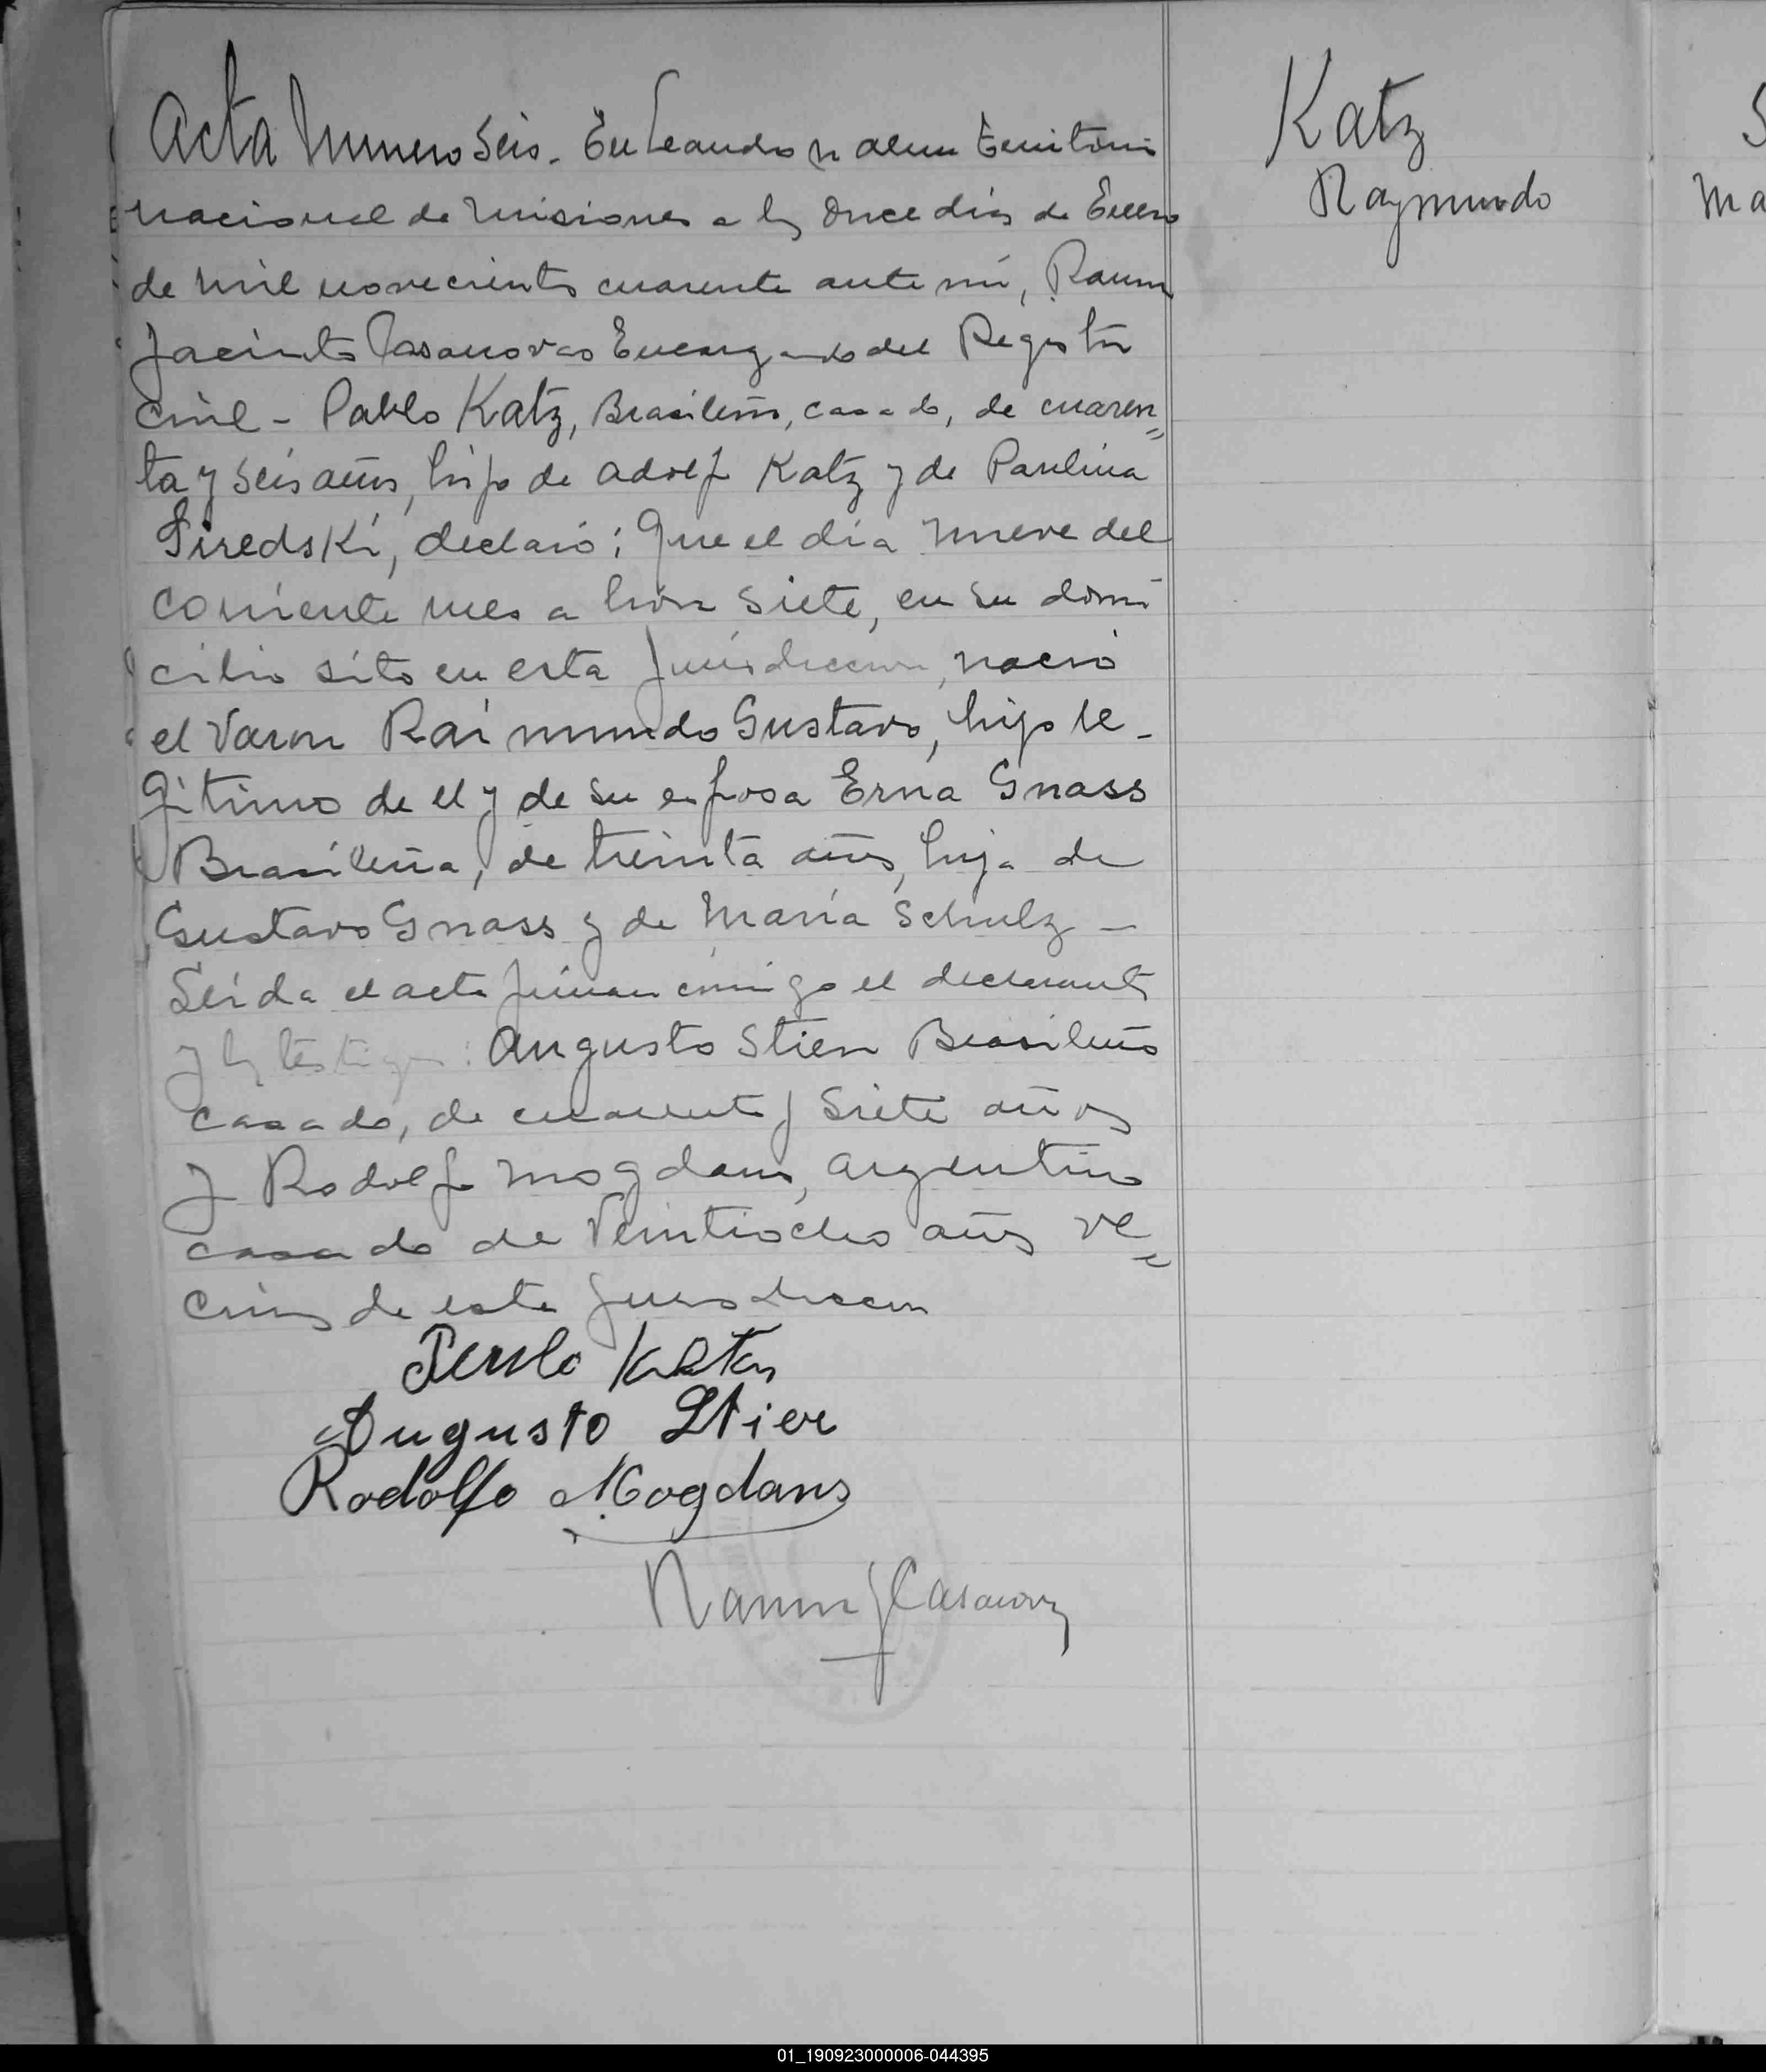 Katz
Raymundo
Acta Numero Seis. En Leandro N Alem Territorio
nacional de Misiones a los Once dias de Enero
de mil novecientos cuarenta ante mi, Ramon
Jacinto Casanovas Encargado del Registro
Civil - Pablo Katz, Brasileño, casado, de cuaren
ta y seis años, hijo de Adolfo Katz y de Paulina
declaró: Que el dia nueve del
corriente mes a hora siete, en su domi
cilio sito en esta Jurisdiccion, nació
el Varon Raimundo Gustavo, hijo le-
gitimo de el y de su esposa Erna Gnass
Brasileña, de treinta años, hija de
Gustavo Gnass y de Maria Schulz -
Leida el acta firman conmigo el declarante
y los testigos: Augusto Stier Brasileño
casado, de cuarenta y siete años
y Rodolfo Mogdans, argentino
casado de Veintiocho años ve
cinos de esta jurisdiccion
Katz
Augusto Stier
Rodolfo Mogdans
Ramon J Casanovas
Ma
01_190923000006-044395